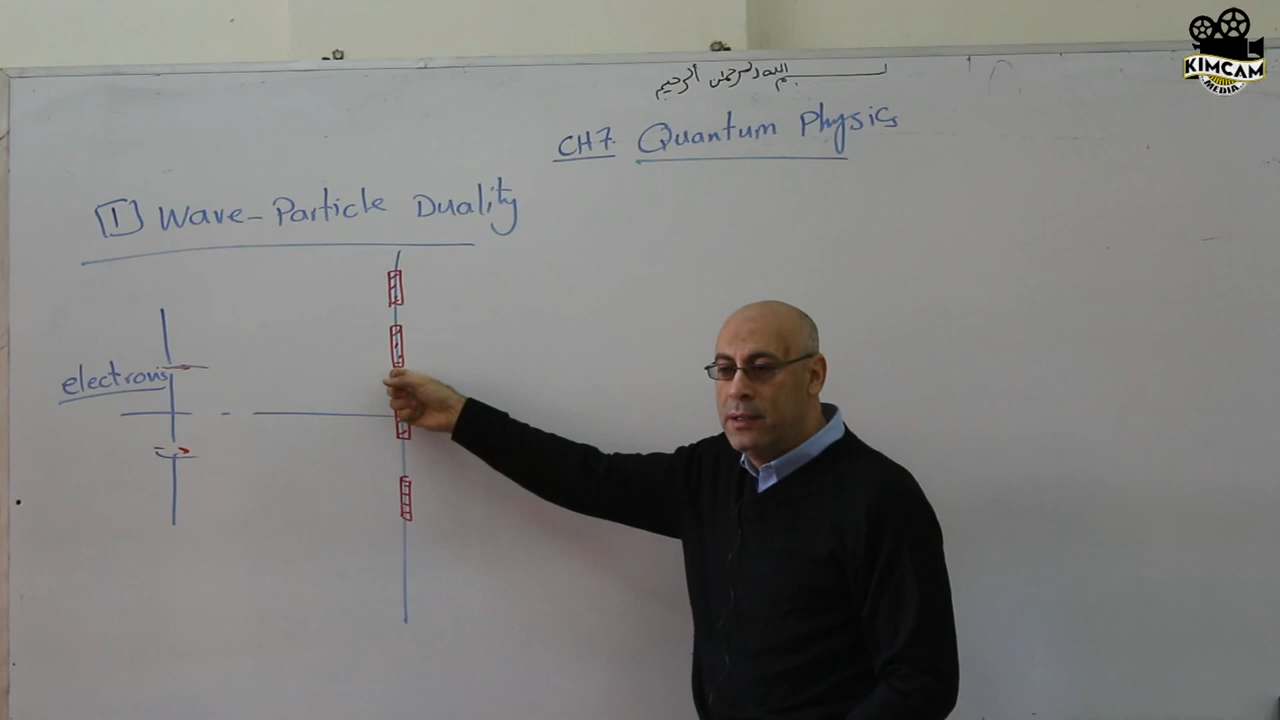 بسم الله الرحمن الرحيم
CH7. Quantum Physics
1 Wave-Particle Duality
electrons
KIMCAM
MEDIA